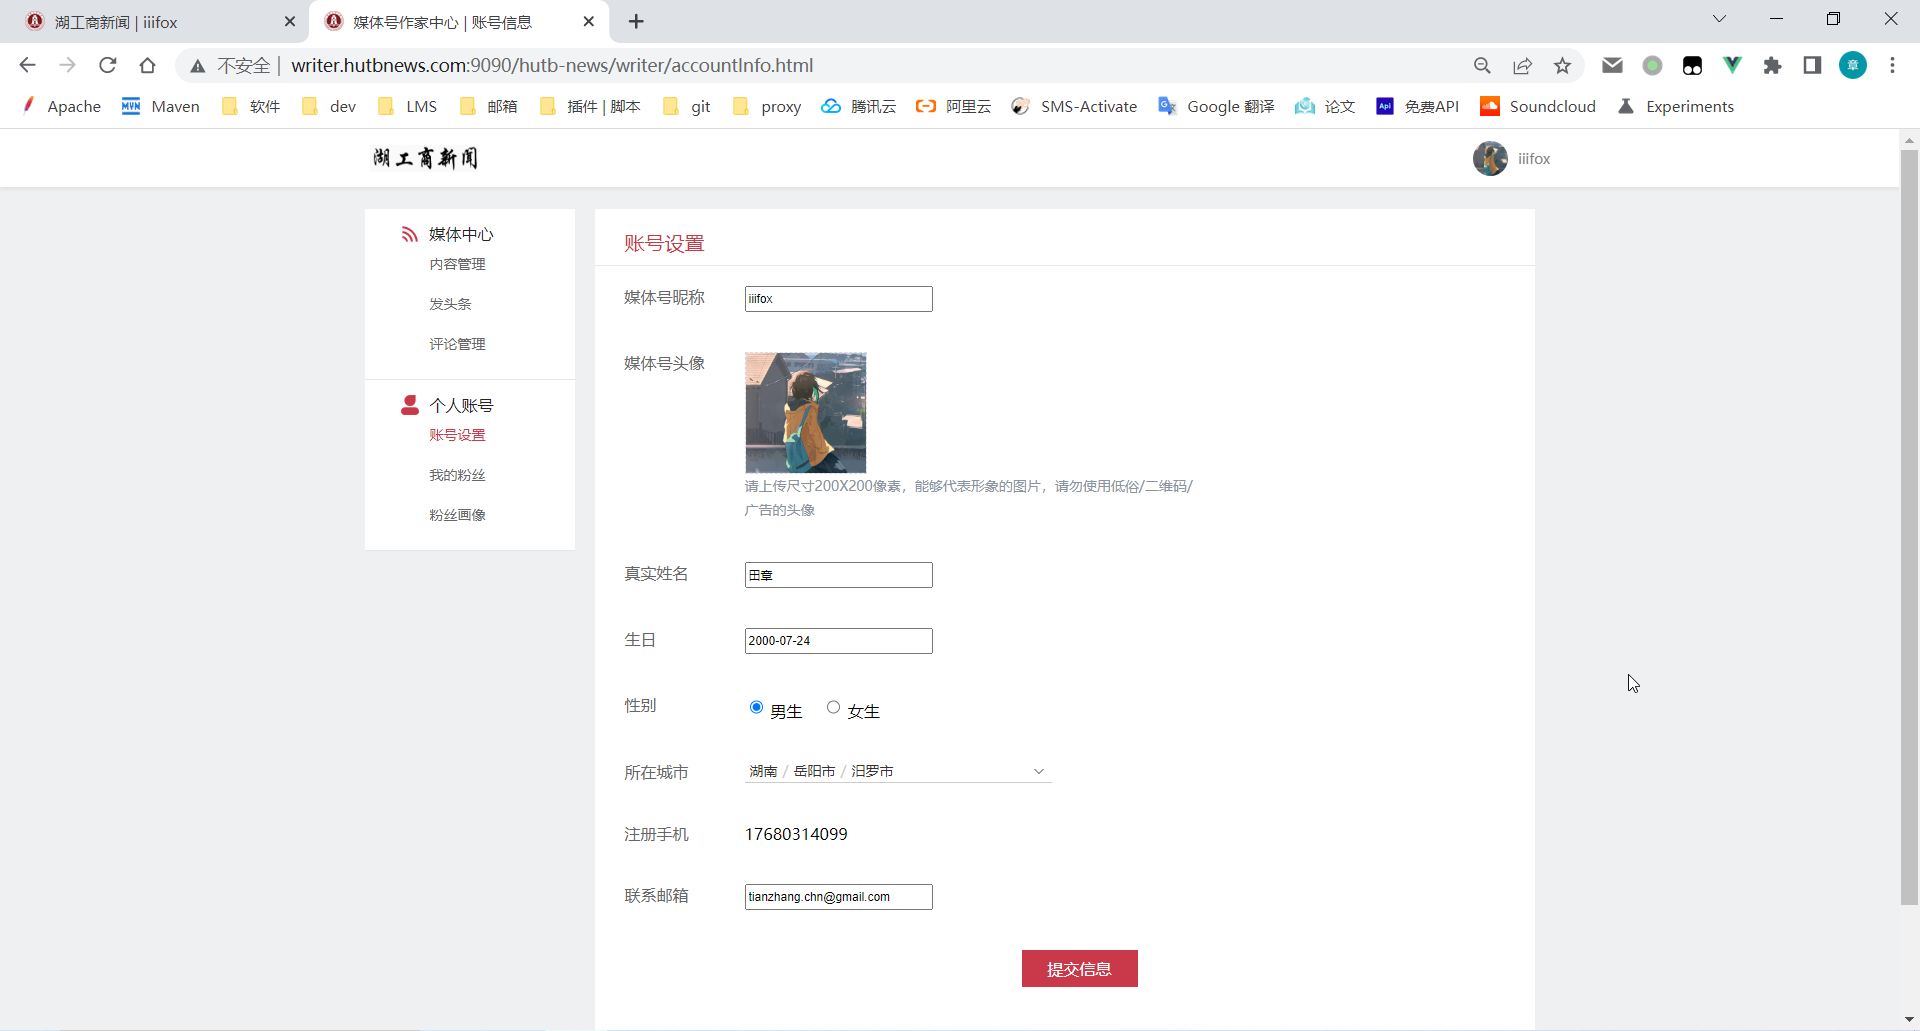 湖工商新闻 | iiifox
媒体号作家中心 | 账号信息
不安全
writer.hutbnews.com:9090/hutb-news/writer/accountInfo.html
章
Apache
MVN Maven
软件
dev
LMS
邮箱
插件 | 脚本
git
proxy
腾讯云
阿里云
SMS-Activate
Google 翻译
论文
Api 免费API
Soundcloud
Experiments
湖工商新闻
iiifox
媒体中心
内容管理
发头条
评论管理
个人账号
账号设置
我的粉丝
粉丝画像
账号设置
媒体号昵称 iiifox
媒体号头像
请上传尺寸200X200像素，能够代表形象的图片，请勿使用低俗/二维码/
广告的头像
真实姓名 田章
生日 2000-07-24
性别 男生 女生
所在城市 湖南 / 岳阳市 / 汨罗市
注册手机 17680314099
联系邮箱 tianzhang.chn@gmail.com
提交信息